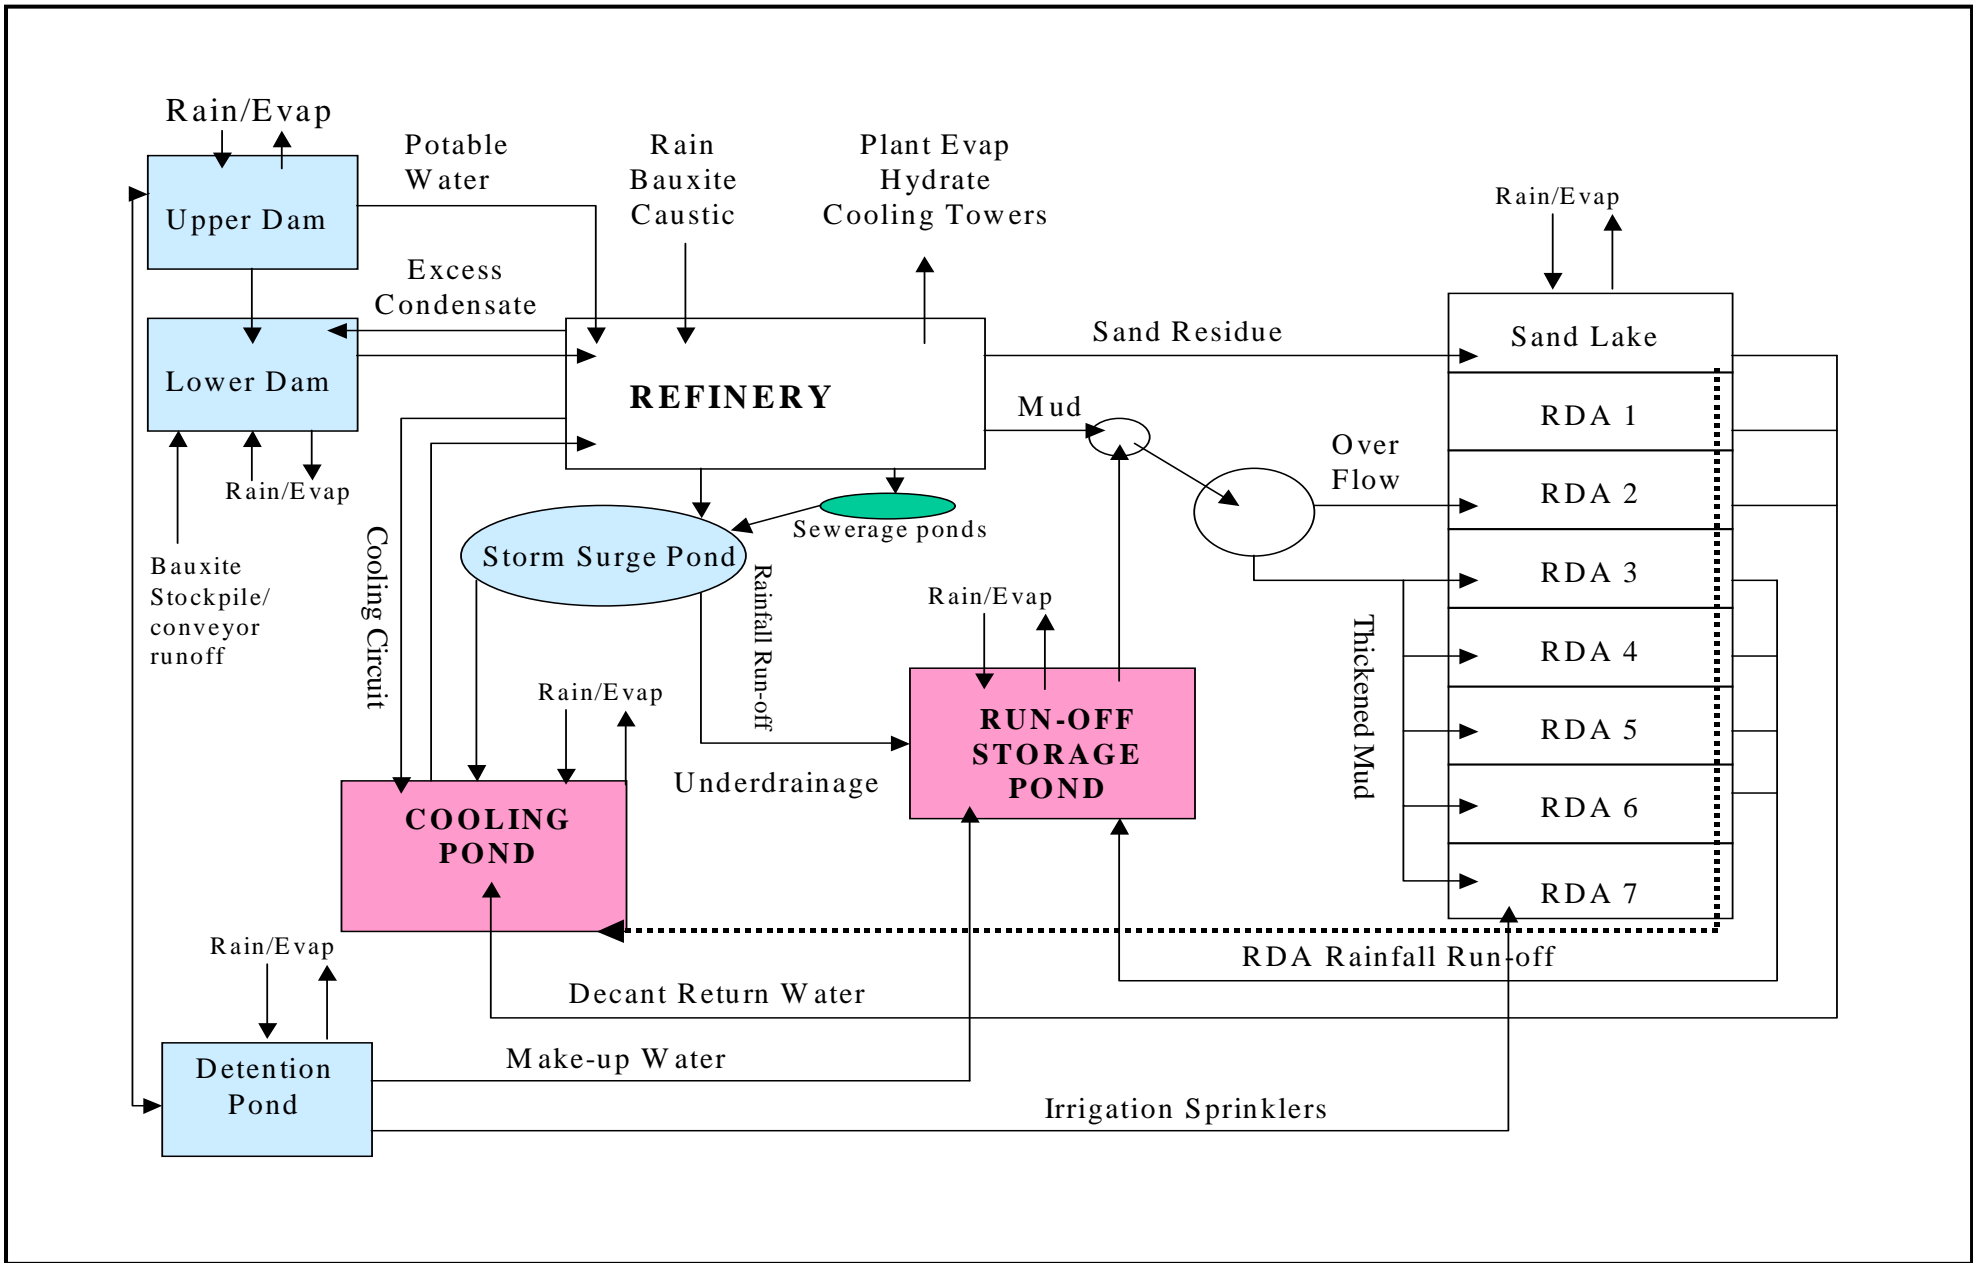 Rain/Evap
Potable
Water
Rain
Bauxite
Caustic
Plant Evap
Hydrate
Cooling Towers
Rain/Evap
Upper Dam
Excess
Condensate
Sand Residue
Sand Lake
Lower Dam
REFINERY
Mud
RDA 1
Over
Flow
Rain/Evap
RDA 2
Sewerage ponds
Storm Surge Pond
Bauxite
Stockpile/
conveyor
runoff
Cooling Circuit
Rainfall Run-off
Rain/Evap
RDA 3
Thickened Mud
RDA 4
Rain/Evap
RUN-OFF
STORAGE
POND
RDA 5
Underdrainage
COOLING
POND
RDA 6
RDA 7
Rain/Evap
RDA Rainfall Run-off
Decant Return Water
Detention
Pond
Make-up Water
Irrigation Sprinklers